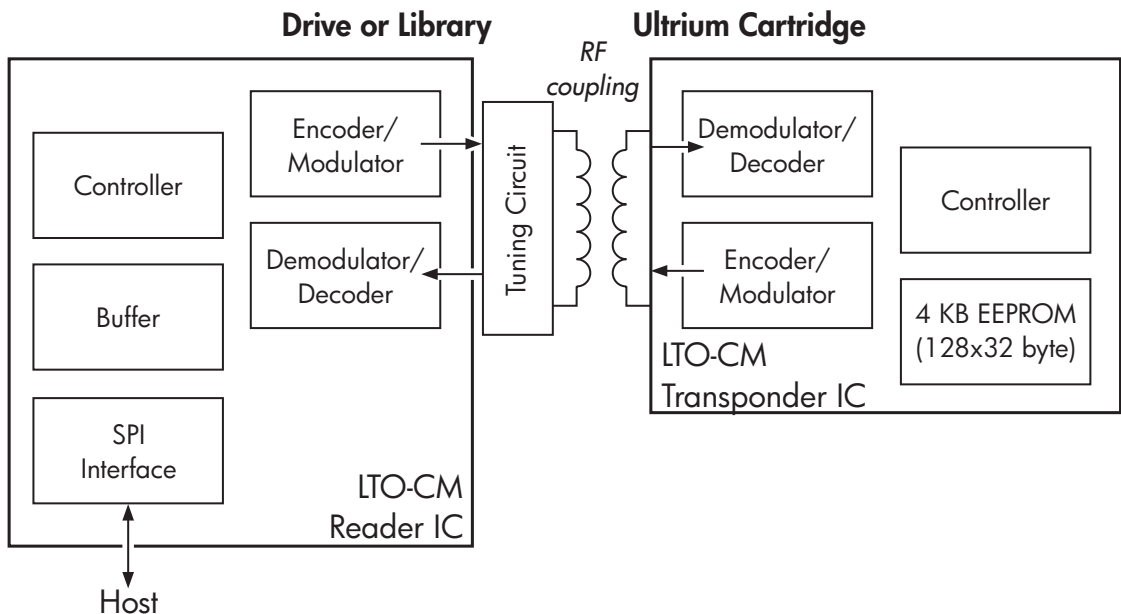 Drive or Library
Ultrium Cartridge
RF
coupling
Controller
Buffer
SPI
Interface
Encoder/
Modulator
Demodulator/
Decoder
LTO-CM
Reader IC
Host
Tuning Circuit
Demodulator/
Decoder
Encoder/
Modulator
LTO-CM
Transponder IC
Controller
4 KB EEPROM
(128x32 byte)